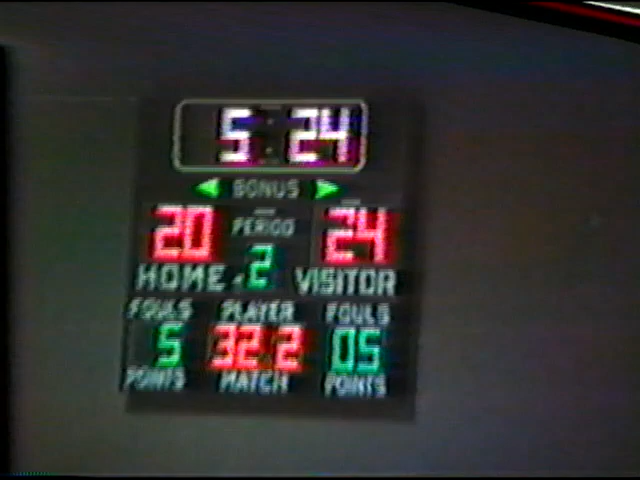 5:24
BONUS
20 PERIOD 24
HOME 2 VISITOR
FOULS PLAYER FOULS
5 32 2 05
POINTS MATCH POINTS